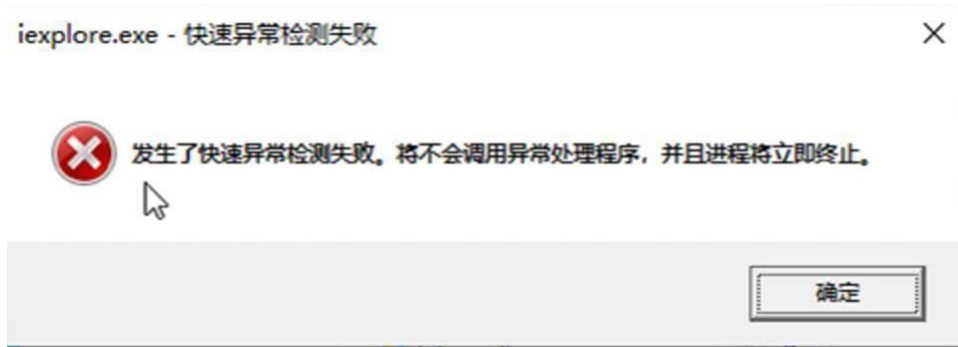 iexplore.exe - 快速异常检测失败
发生了快速异常检测失败。将不会调用异常处理程序，并且进程将立即终止。
确定